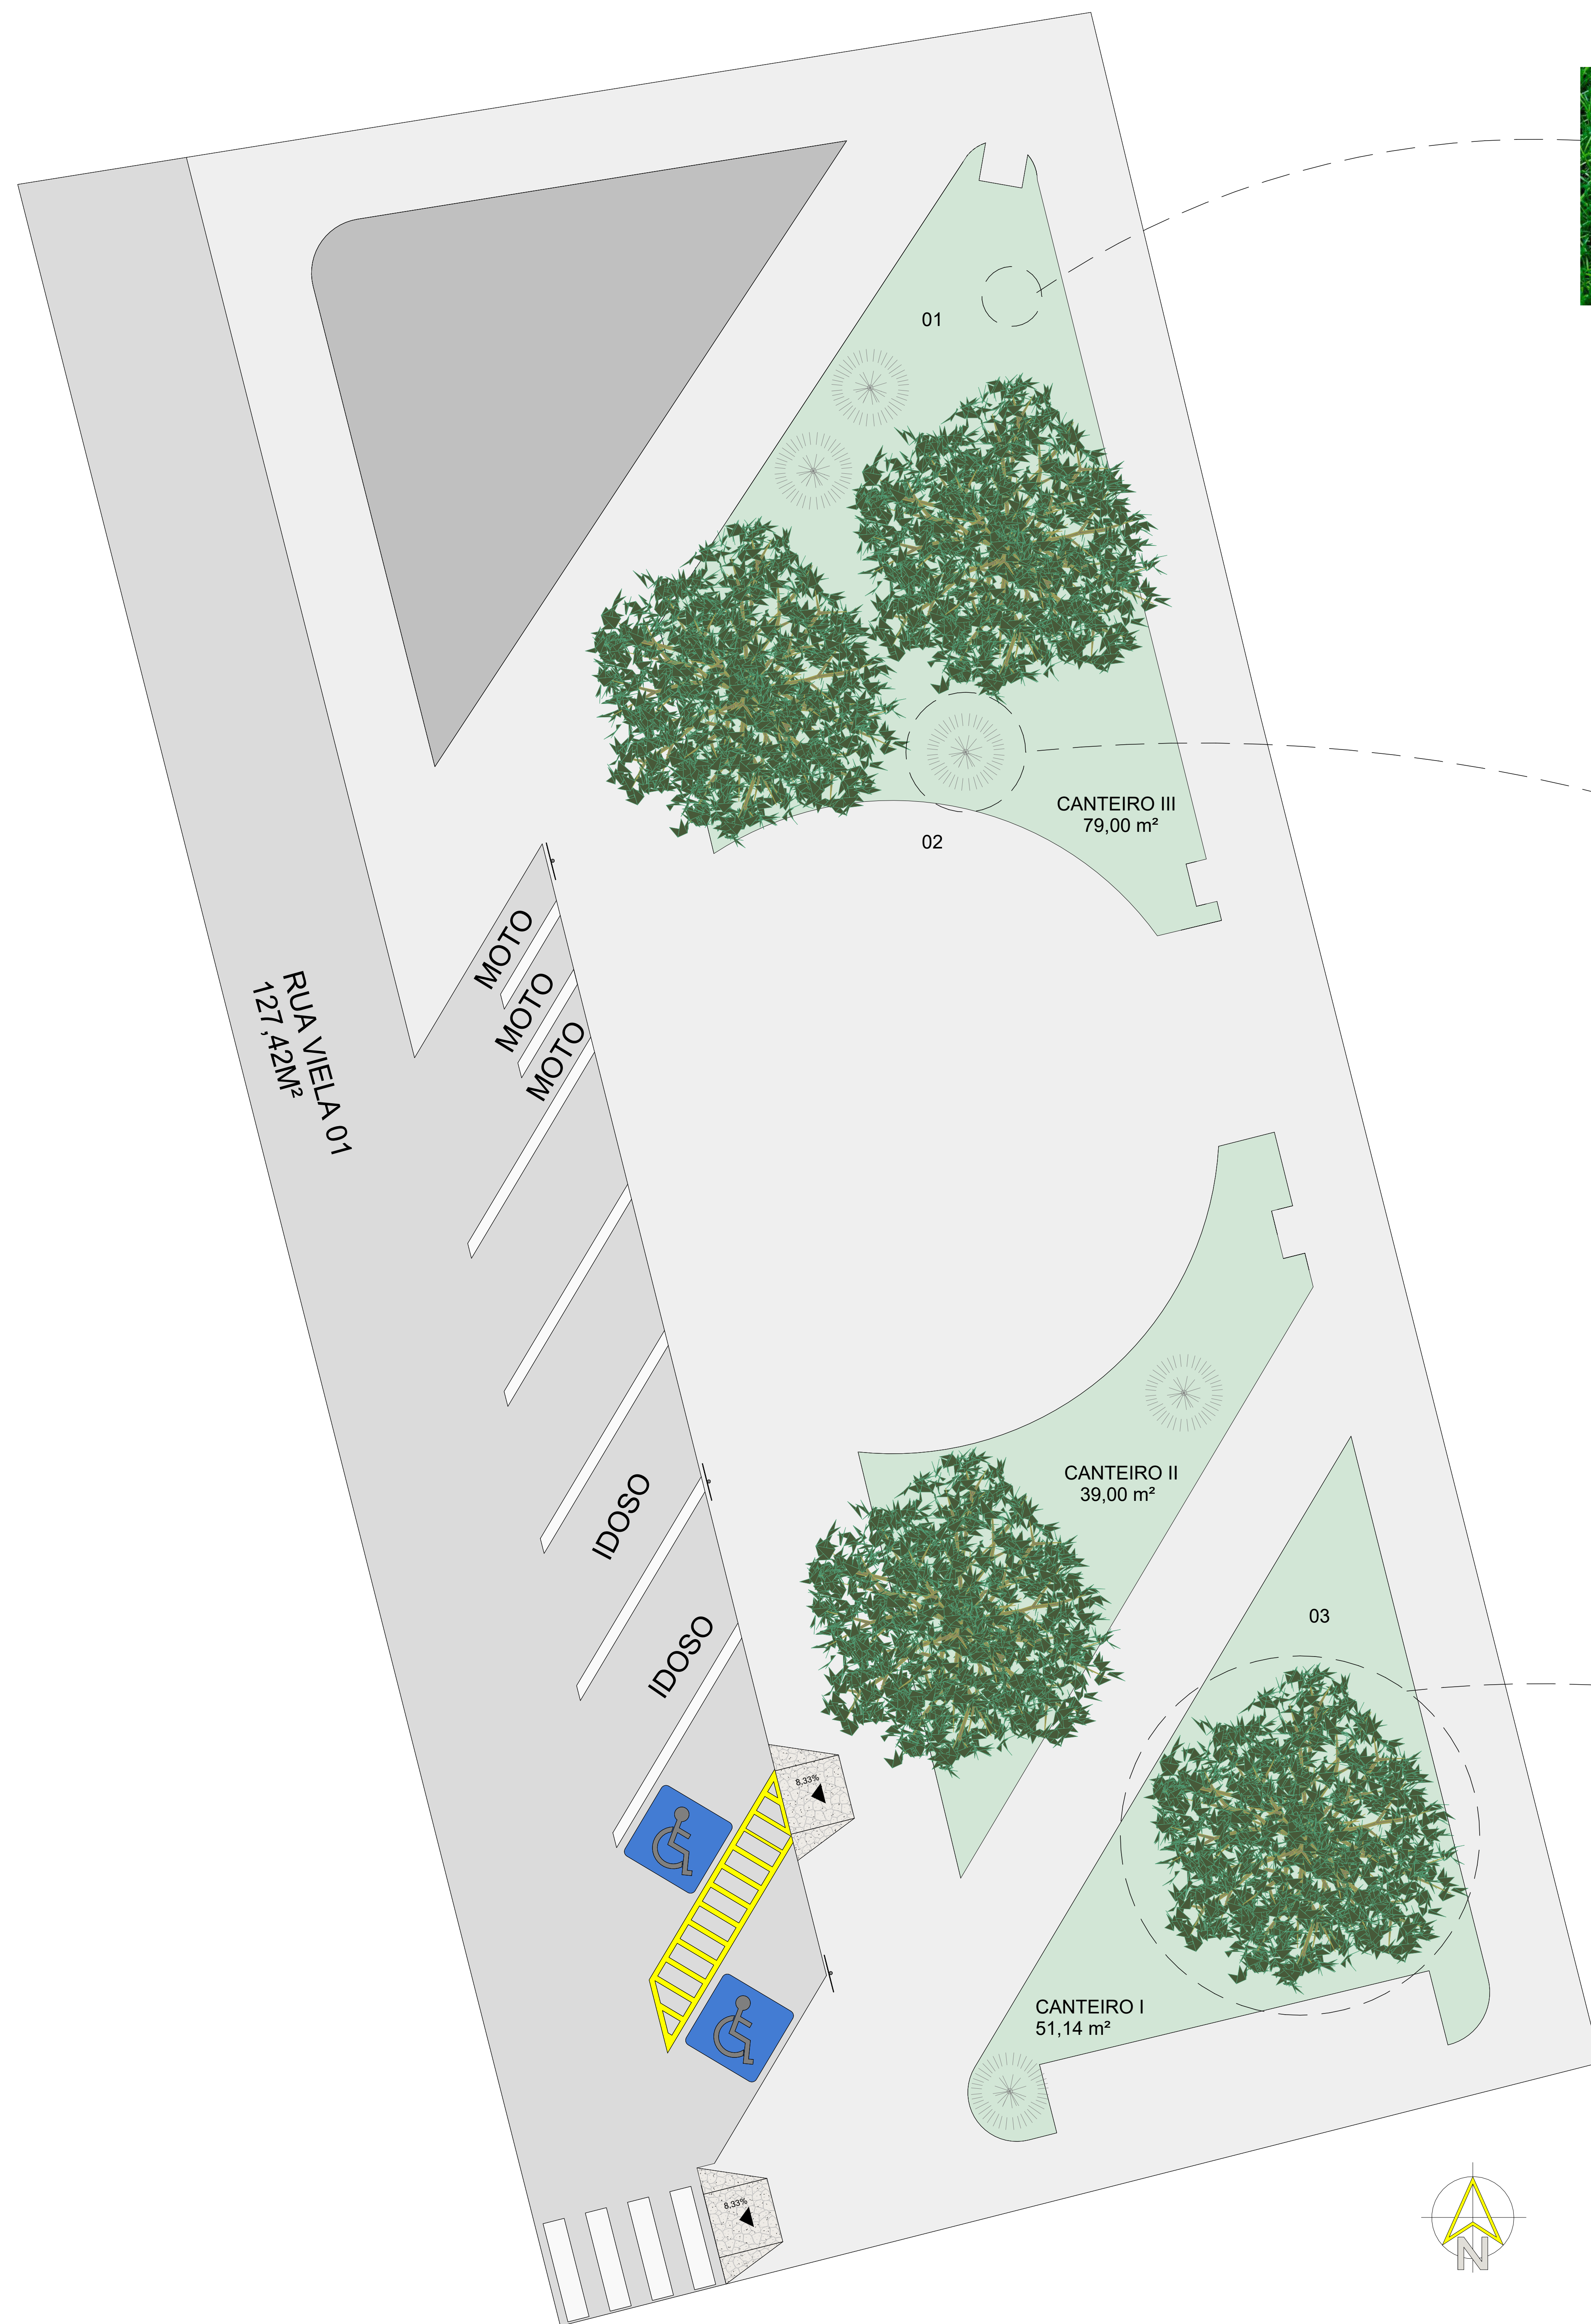 01
CANTEIRO III
79,00 m²
02
MOTO
MOTO
MOTO
RUA VIELA 01
127,42M²
IDOSO
CANTEIRO II
39,00 m²
IDOSO
03
8,33%
CANTEIRO I
51,14 m²
8,33%
N